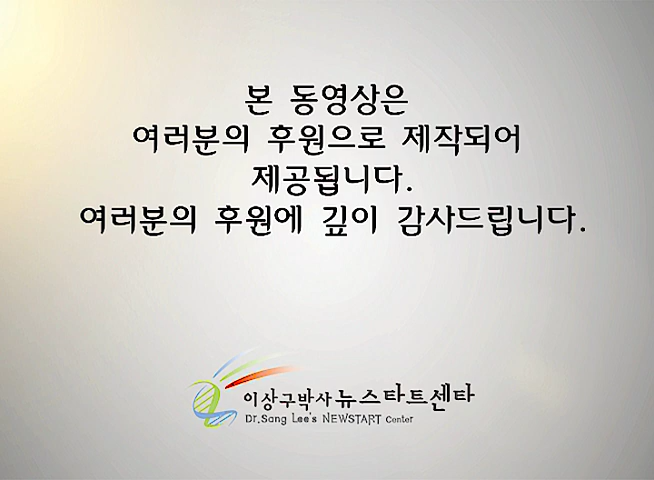 본 동영상은
여러분의 후원으로 제작되어
제공됩니다.
여러분의 후원에 깊이 감사드립니다.
이상구박사 뉴스타트센타
Dr.Sang Lee's NEWSTART Center